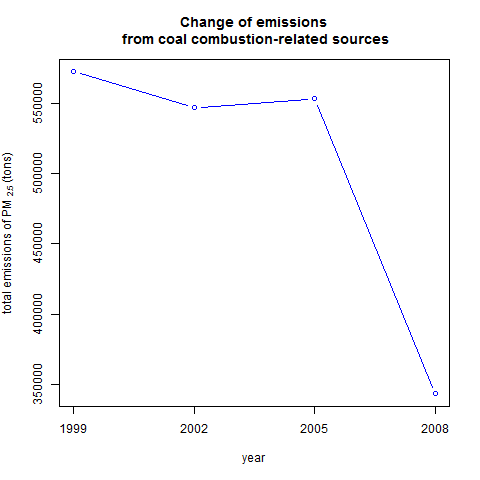 Change of emissions
from coal combustion-related sources
total emissions of PM 2.5 (tons)
550000
500000
450000
400000
350000
1999
2002
2005
2008
year